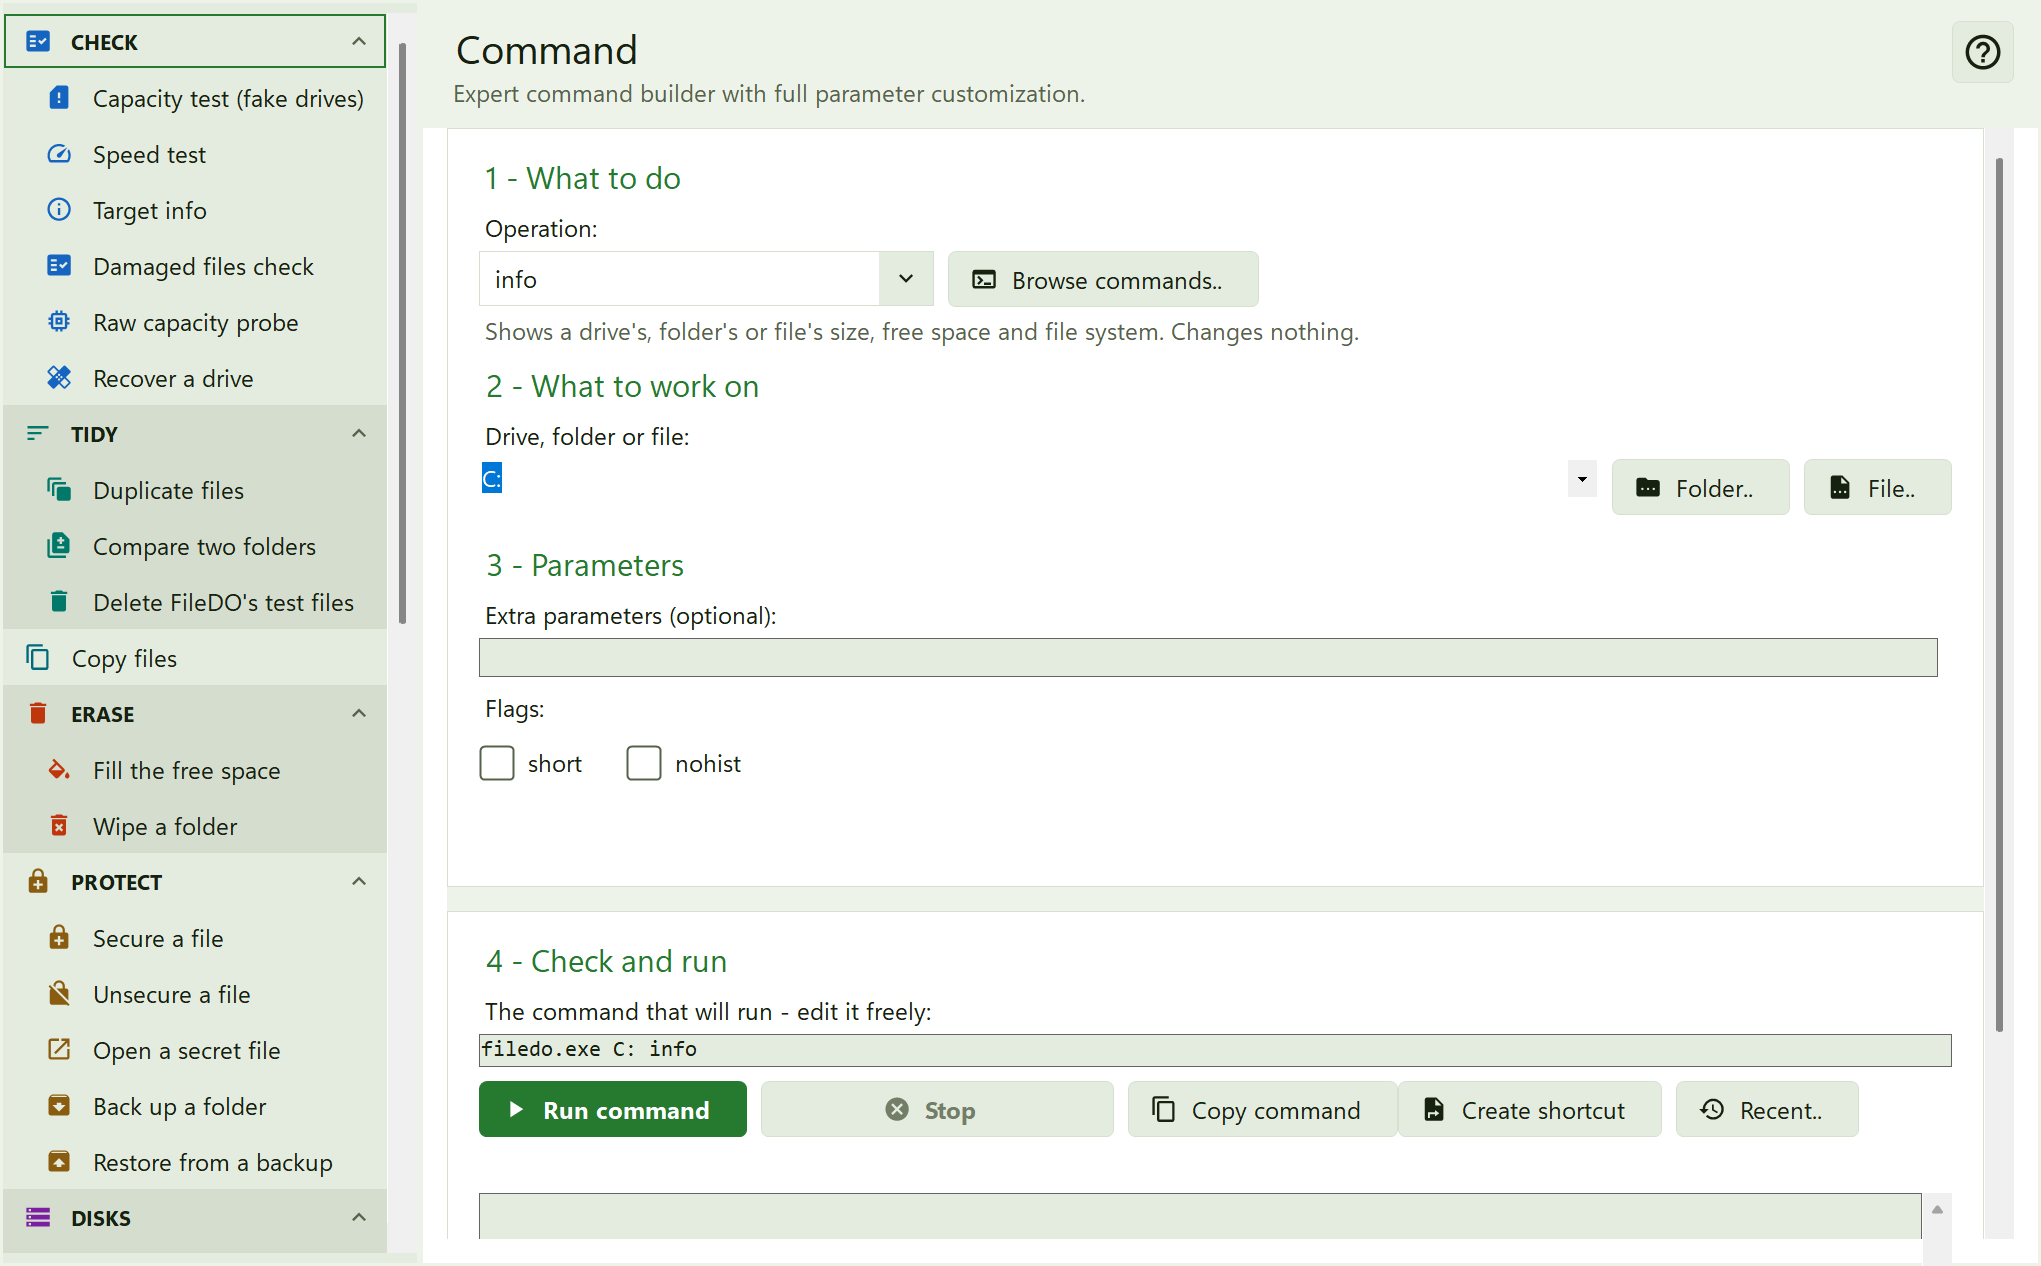 CHECK
Capacity test (fake drives)
Speed test
Target info
Damaged files check
Raw capacity probe
Recover a drive
TIDY
Duplicate files
Compare two folders
Delete FileDO's test files
Copy files
ERASE
Fill the free space
Wipe a folder
PROTECT
Secure a file
Unsecure a file
Open a secret file
Back up a folder
Restore from a backup
DISKS
Command
Expert command builder with full parameter customization.
1 - What to do
Operation:
info
Browse commands..
Shows a drive's, folder's or file's size, free space and file system. Changes nothing.
2 - What to work on
Drive, folder or file:
C:
Folder..
File..
3 - Parameters
Extra parameters (optional):
Flags:
short
nohist
4 - Check and run
The command that will run - edit it freely:
filedo.exe C: info
Run command
Stop
Copy command
Create shortcut
Recent..